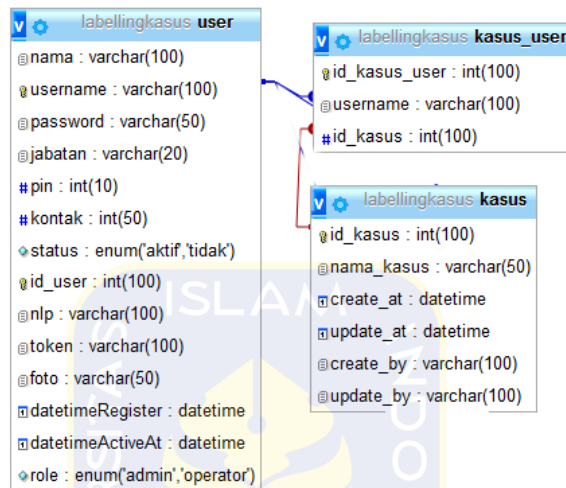 labellingkasus user
nama : varchar(100)
username : varchar(100)
password : varchar(50)
jabatan : varchar(20)
pin : int(10)
kontak : int(50)
status : enum('aktif','tidak')
id_user : int(100)
nlp : varchar(100)
token : varchar(100)
foto : varchar(50)
datetimeRegister : datetime
datetimeActiveAt : datetime
role : enum('admin','operator')
labellingkasus kasus_user
id_kasus_user : int(100)
username : varchar(100)
id_kasus : int(100)
labellingkasus kasus
id_kasus : int(100)
nama_kasus : varchar(50)
create_at : datetime
update_at : datetime
create_by : varchar(100)
update_by : varchar(100)
ISLAM